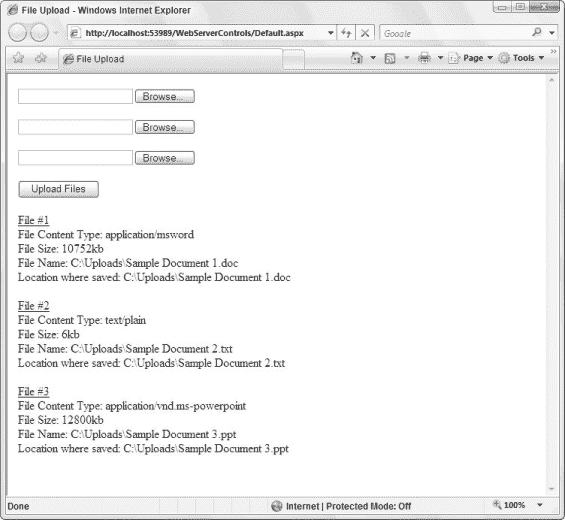 File Upload - Windows Internet Explorer
http://localhost:53989/WebServerControls/Default.aspx
Google
File Upload
Page
Tools
Browse...
Browse...
Browse...
Upload Files
File #1
File Content Type: application/msword
File Size: 10752kb
File Name: C:\Uploads\Sample Document 1.doc
Location where saved: C:\Uploads\Sample Document 1.doc
File #2
File Content Type: text/plain
File Size: 6kb
File Name: C:\Uploads\Sample Document 2.txt
Location where saved: C:\Uploads\Sample Document 2.txt
File #3
File Content Type: application/vnd.ms-powerpoint
File Size: 12800kb
File Name: C:\Uploads\Sample Document 3.ppt
Location where saved: C:\Uploads\Sample Document 3.ppt
Done
Internet | Protected Mode: Off
100%